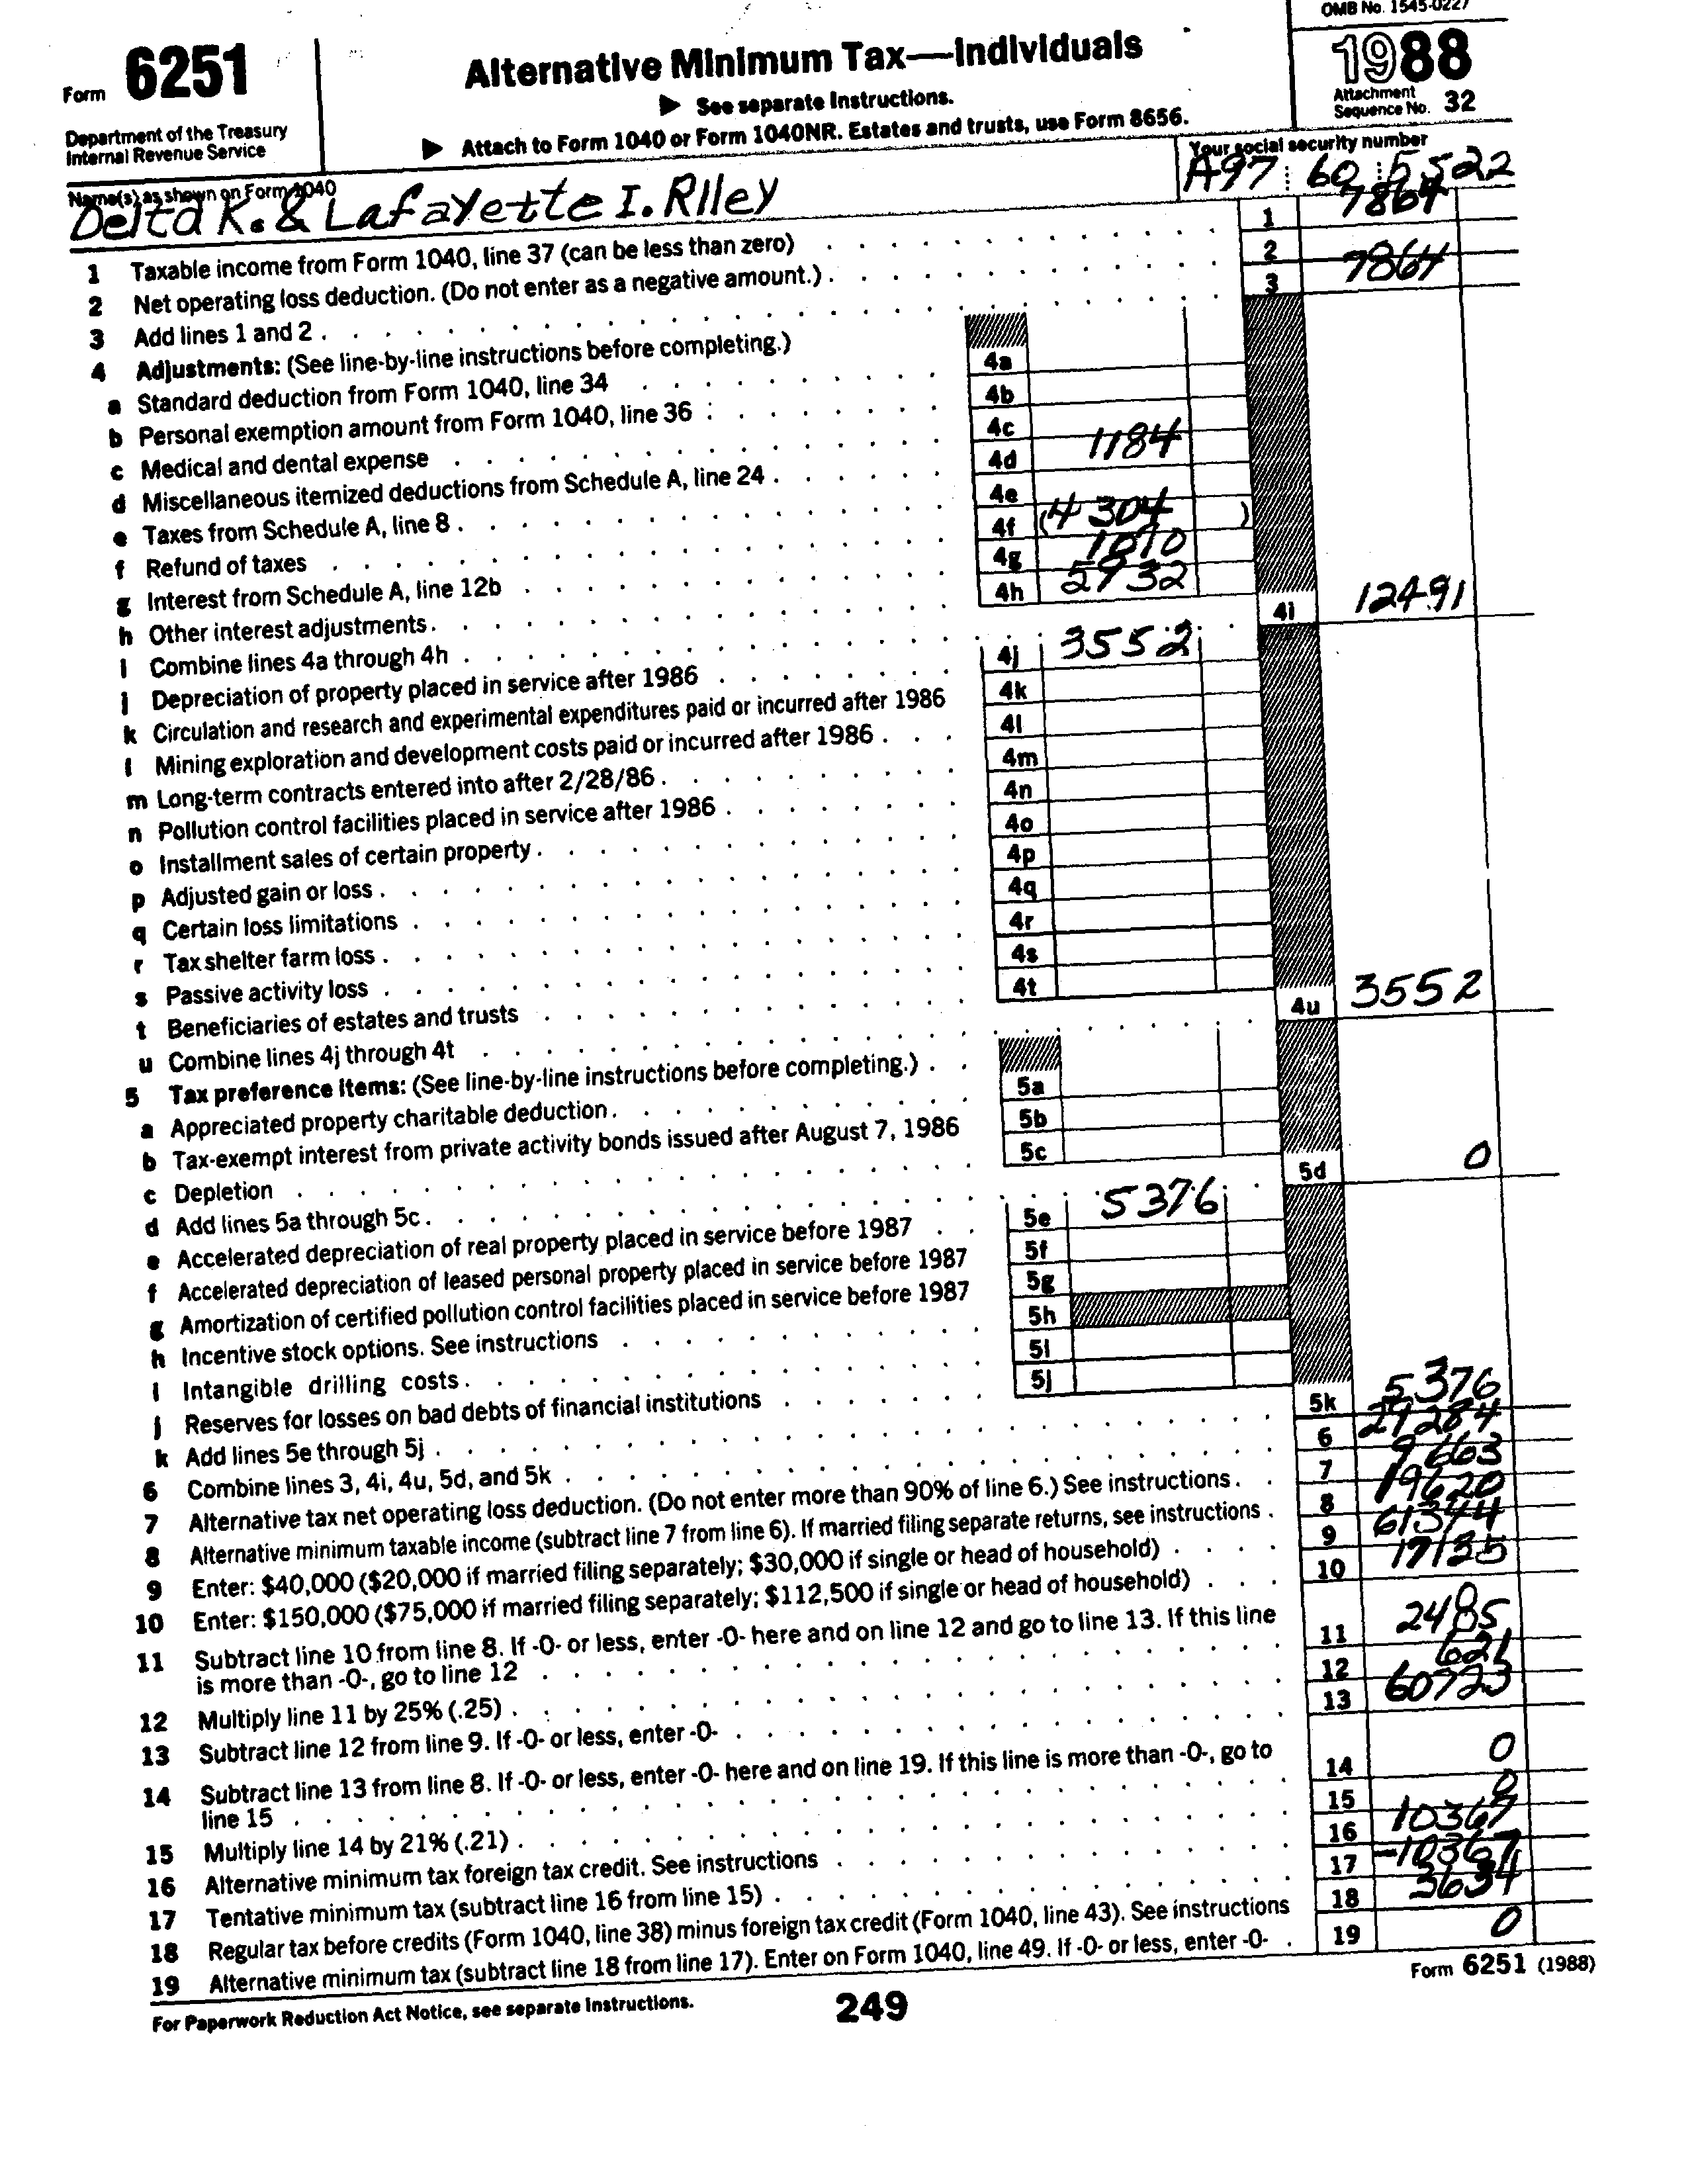 OMB No. 1545-0227
Form 6251
Alternative Minimum Tax—Individuals
1988
▶ See separate Instructions.
▶ Attach to Form 1040 or Form 1040NR. Estates and trusts, use Form 8656.
Attachment
Sequence No. 32
Department of the Treasury
Internal Revenue Service
Name(s) as shown on Form 1040
Your social security number
Delta K. & Lafayette I. Riley
A97 60 5522
1 Taxable income from Form 1040, line 37 (can be less than zero) 1 7864
2 Net operating loss deduction. (Do not enter as a negative amount.) 2
3 Add lines 1 and 2 3 7864
4 Adjustments: (See line-by-line instructions before completing.)
a Standard deduction from Form 1040, line 34 4a
b Personal exemption amount from Form 1040, line 36 4b
c Medical and dental expense 4c
d Miscellaneous itemized deductions from Schedule A, line 24 4d 1184
e Taxes from Schedule A, line 8 4e
f Refund of taxes 4f (4304)
g Interest from Schedule A, line 12b 4g
h Other interest adjustments 4h
i Combine lines 4a through 4h 4i 12491
j Depreciation of property placed in service after 1986 4j 3552
k Circulation and research and experimental expenditures paid or incurred after 1986 4k
l Mining exploration and development costs paid or incurred after 1986 4l
m Long-term contracts entered into after 2/28/86 4m
n Pollution control facilities placed in service after 1986 4n
o Installment sales of certain property 4o
p Adjusted gain or loss 4p
q Certain loss limitations 4q
r Tax shelter farm loss 4r
s Passive activity loss 4s
t Beneficiaries of estates and trusts 4t
u Combine lines 4j through 4t 4u 3552
5 Tax preference items: (See line-by-line instructions before completing.)
a Appreciated property charitable deduction 5a
b Tax-exempt interest from private activity bonds issued after August 7, 1986 5b
c Depletion 5c
d Add lines 5a through 5c 5d 0
e Accelerated depreciation of real property placed in service before 1987 5e 5376
f Accelerated depreciation of leased personal property placed in service before 1987 5f
g Amortization of certified pollution control facilities placed in service before 1987 5g
h Incentive stock options. See instructions 5h
i Intangible drilling costs 5i
j Reserves for losses on bad debts of financial institutions 5j
k Add lines 5e through 5j 5k 5376
6 Combine lines 3, 4i, 4u, 5d, and 5k 6
7 Alternative tax net operating loss deduction. (Do not enter more than 90% of line 6.) See instructions 7 9663
8 Alternative minimum taxable income (subtract line 7 from line 6). If married filing separate returns, see instructions 8 19620
9 Enter: $40,000 ($20,000 if married filing separately; $30,000 if single or head of household) 9
10 Enter: $150,000 ($75,000 if married filing separately; $112,500 if single or head of household) 10 17135
11 Subtract line 10 from line 8. If -0- or less, enter -0- here and on line 12 and go to line 13. If this line
is more than -0-, go to line 12 11 2485
12 Multiply line 11 by 25% (.25) 12 621
13 Subtract line 12 from line 9. If -0- or less, enter -0- 13 60723
14 Subtract line 13 from line 8. If -0- or less, enter -0- here and on line 19. If this line is more than -0-, go to
line 15 14 0
15 Multiply line 14 by 21% (.21) 15 0
16 Alternative minimum tax foreign tax credit. See instructions 16 10367
17 Tentative minimum tax (subtract line 16 from line 15) 17 -10367
18 Regular tax before credits (Form 1040, line 38) minus foreign tax credit (Form 1040, line 43). See instructions 18 3634
19 Alternative minimum tax (subtract line 18 from line 17). Enter on Form 1040, line 49. If -0- or less, enter -0- 19 0
For Paperwork Reduction Act Notice, see separate Instructions.
249
Form 6251 (1988)